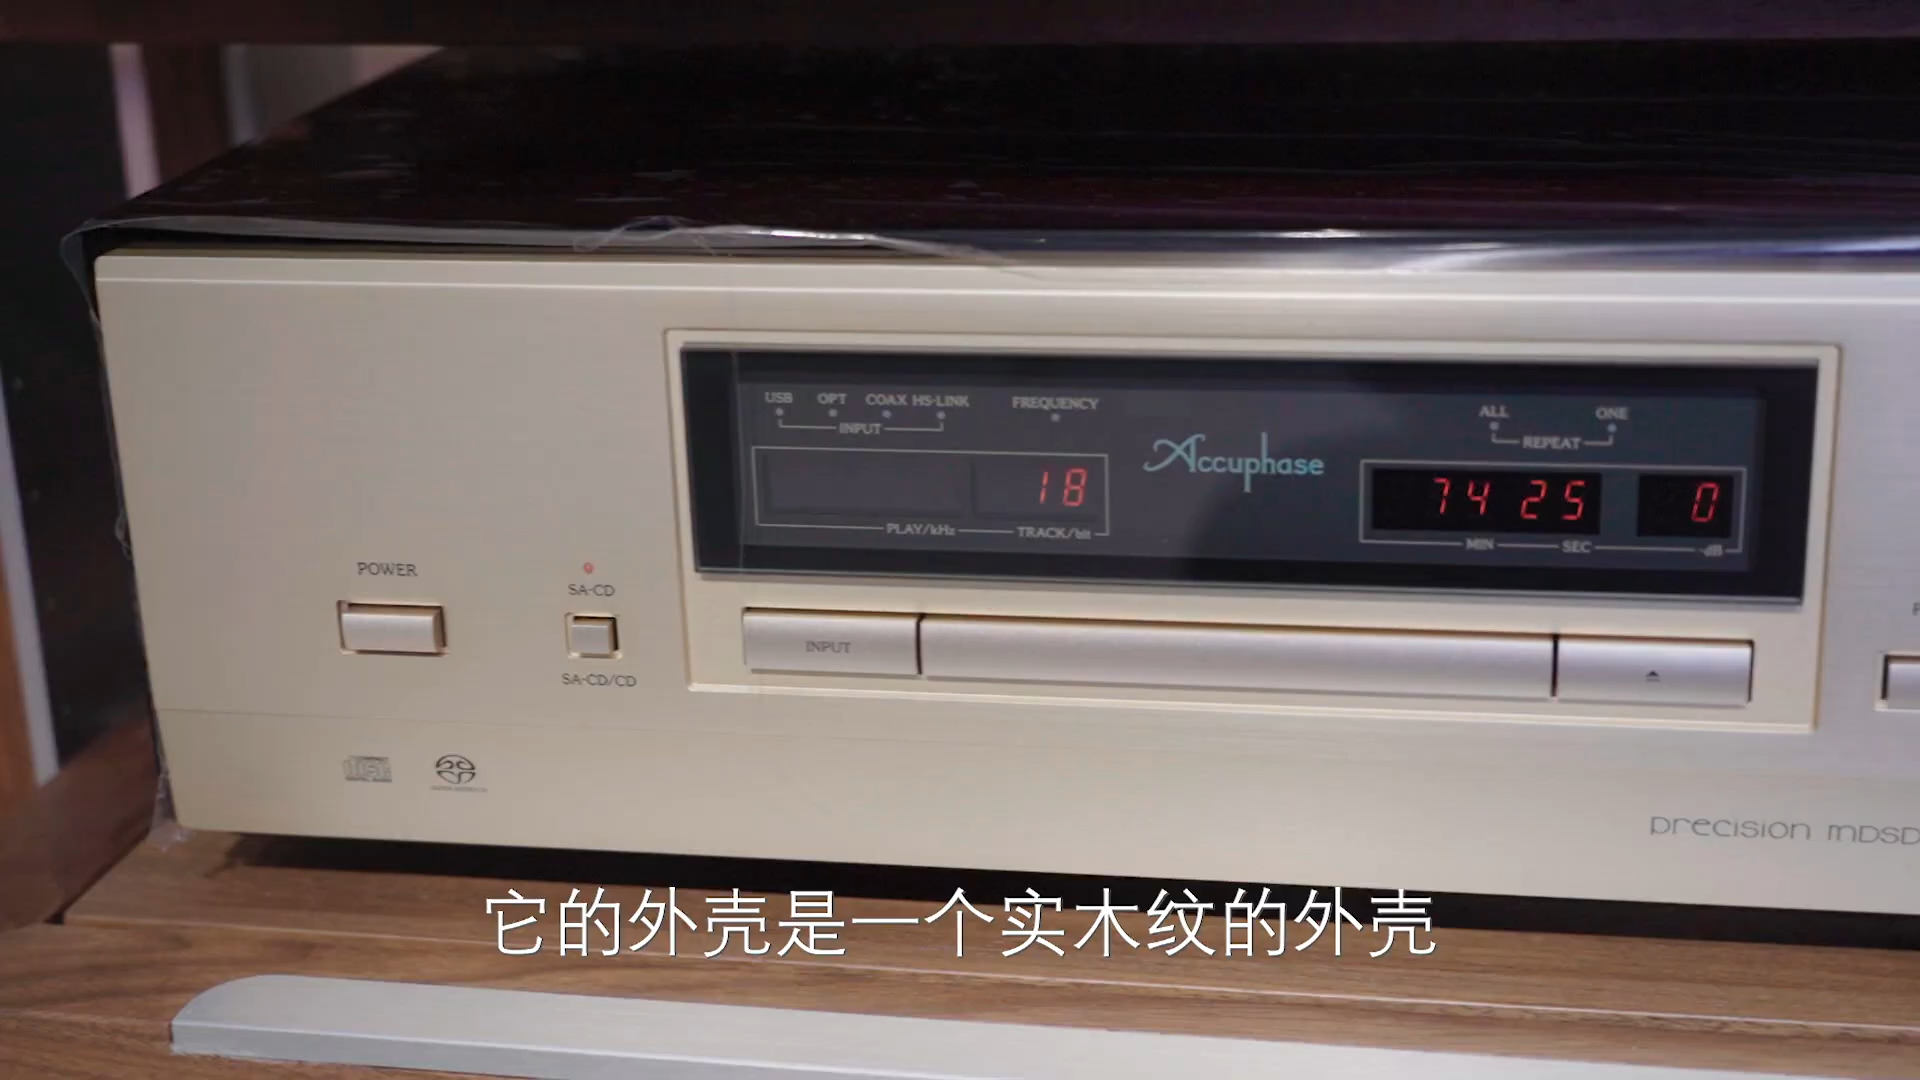 USB OPT COAX HS-LINK
INPUT
FREQUENCY
18
PLAY/kHz
TRACK/bit
Accuphase
ALL ONE
REPEAT
74 25 0
MIN SEC -dB
POWER
SA-CD
SA-CD/CD
INPUT
precision MDSD
它的外壳是一个实木纹的外壳